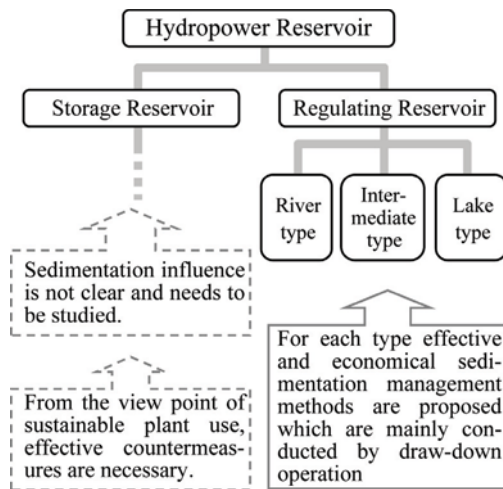 Hydropower Reservoir
Storage Reservoir
Regulating Reservoir
River
type
Inter-
mediate
type
Lake
type
Sedimentation influence
is not clear and needs to
be studied.
From the view point of
sustainable plant use,
effective countermeas-
ures are necessary.
For each type effective
and economical sedi-
mentation management
methods are proposed
which are mainly con-
ducted by draw-down
operation